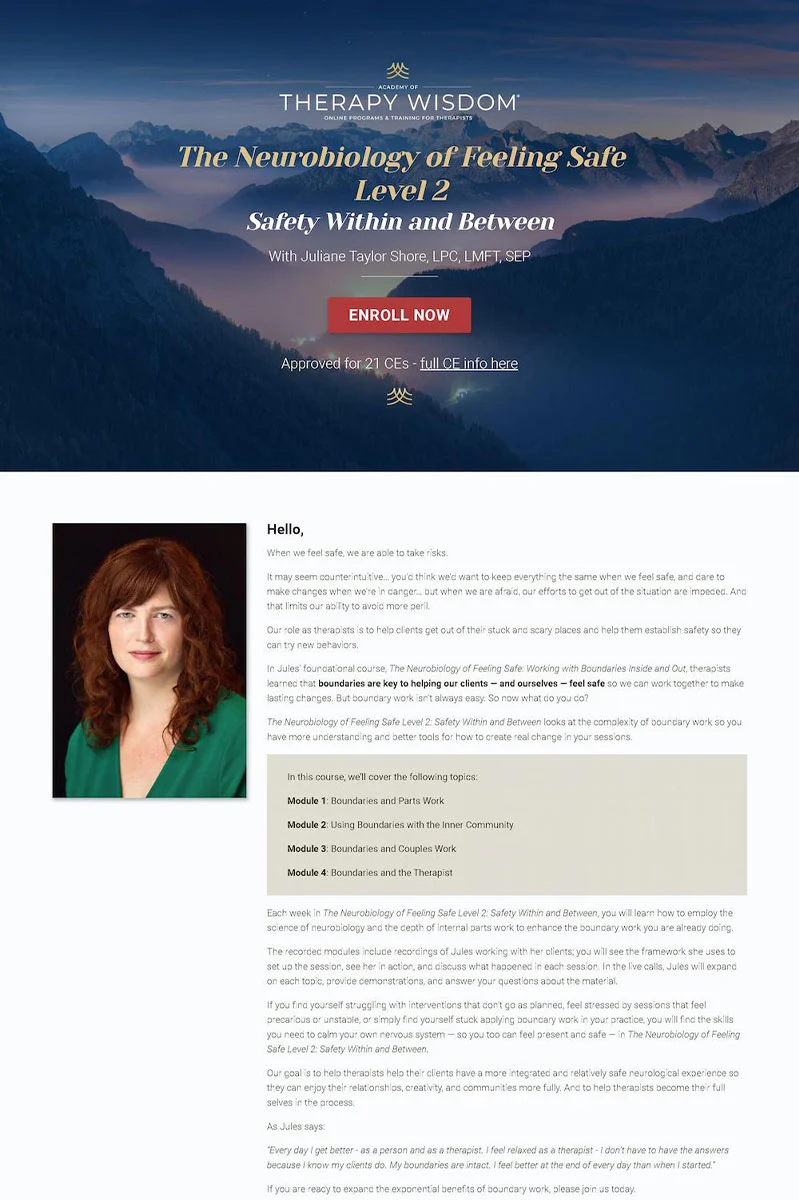 ACADEMY OF
THERAPY WISDOM®
ONLINE PROGRAMS & TRAINING FOR THERAPISTS
The Neurobiology of Feeling Safe
Level 2
Safety Within and Between
With Juliane Taylor Shore, LPC, LMFT, SEP
ENROLL NOW
Approved for 21 CEs - full CE info here
Hello,
When we feel safe, we are able to take risks.
It may seem counterintuitive... you'd think we'd want to keep everything the same when we feel safe, and dare to
make changes when we're in danger... but when we are afraid, our efforts to get out of the situation are impeded. And
that limits our ability to avoid more peril.
Our role as therapists is to help clients get out of their stuck and scary places and help them establish safety so they
can try new behaviors.
In Jules' foundational course, The Neurobiology of Feeling Safe: Working with Boundaries Inside and Out, therapists
learned that boundaries are key to helping our clients — and ourselves — feel safe so we can work together to make
lasting changes. But boundary work isn't always easy. So now what do you do?
The Neurobiology of Feeling Safe Level 2: Safety Within and Between looks at the complexity of boundary work so you
have more understanding and better tools for how to create real change in your sessions.
In this course, we'll cover the following topics:
Module 1: Boundaries and Parts Work
Module 2: Using Boundaries with the Inner Community
Module 3: Boundaries and Couples Work
Module 4: Boundaries and the Therapist
Each week in The Neurobiology of Feeling Safe Level 2: Safety Within and Between, you will learn how to employ the
science of neurobiology and the depth of internal parts work to enhance the boundary work you are already doing.
The recorded modules include recordings of Jules working with her clients; you will see the framework she uses to
set up the session, see her in action, and discuss what happened in each session. In the live calls, Jules will expand
on each topic, provide demonstrations, and answer your questions about the material.
If you find yourself struggling with interventions that don't go as planned, feel stressed by sessions that feel
precarious or unstable, or simply find yourself stuck applying boundary work in your practice, you will find the skills
you need to calm your own nervous system — so you too can feel present and safe — in The Neurobiology of Feeling
Safe Level 2: Safety Within and Between.
Our goal is to help therapists help their clients have a more integrated and relatively safe neurological experience so
they can enjoy their relationships, creativity, and communities more fully. And to help therapists become their full
selves in the process.
As Jules says:
"Every day I get better - as a person and as a therapist. I feel relaxed as a therapist - I don't have to have the answers
because I know my clients do. My boundaries are intact. I feel better at the end of every day than when I started."
If you are ready to expand the exponential benefits of boundary work, please join us today.